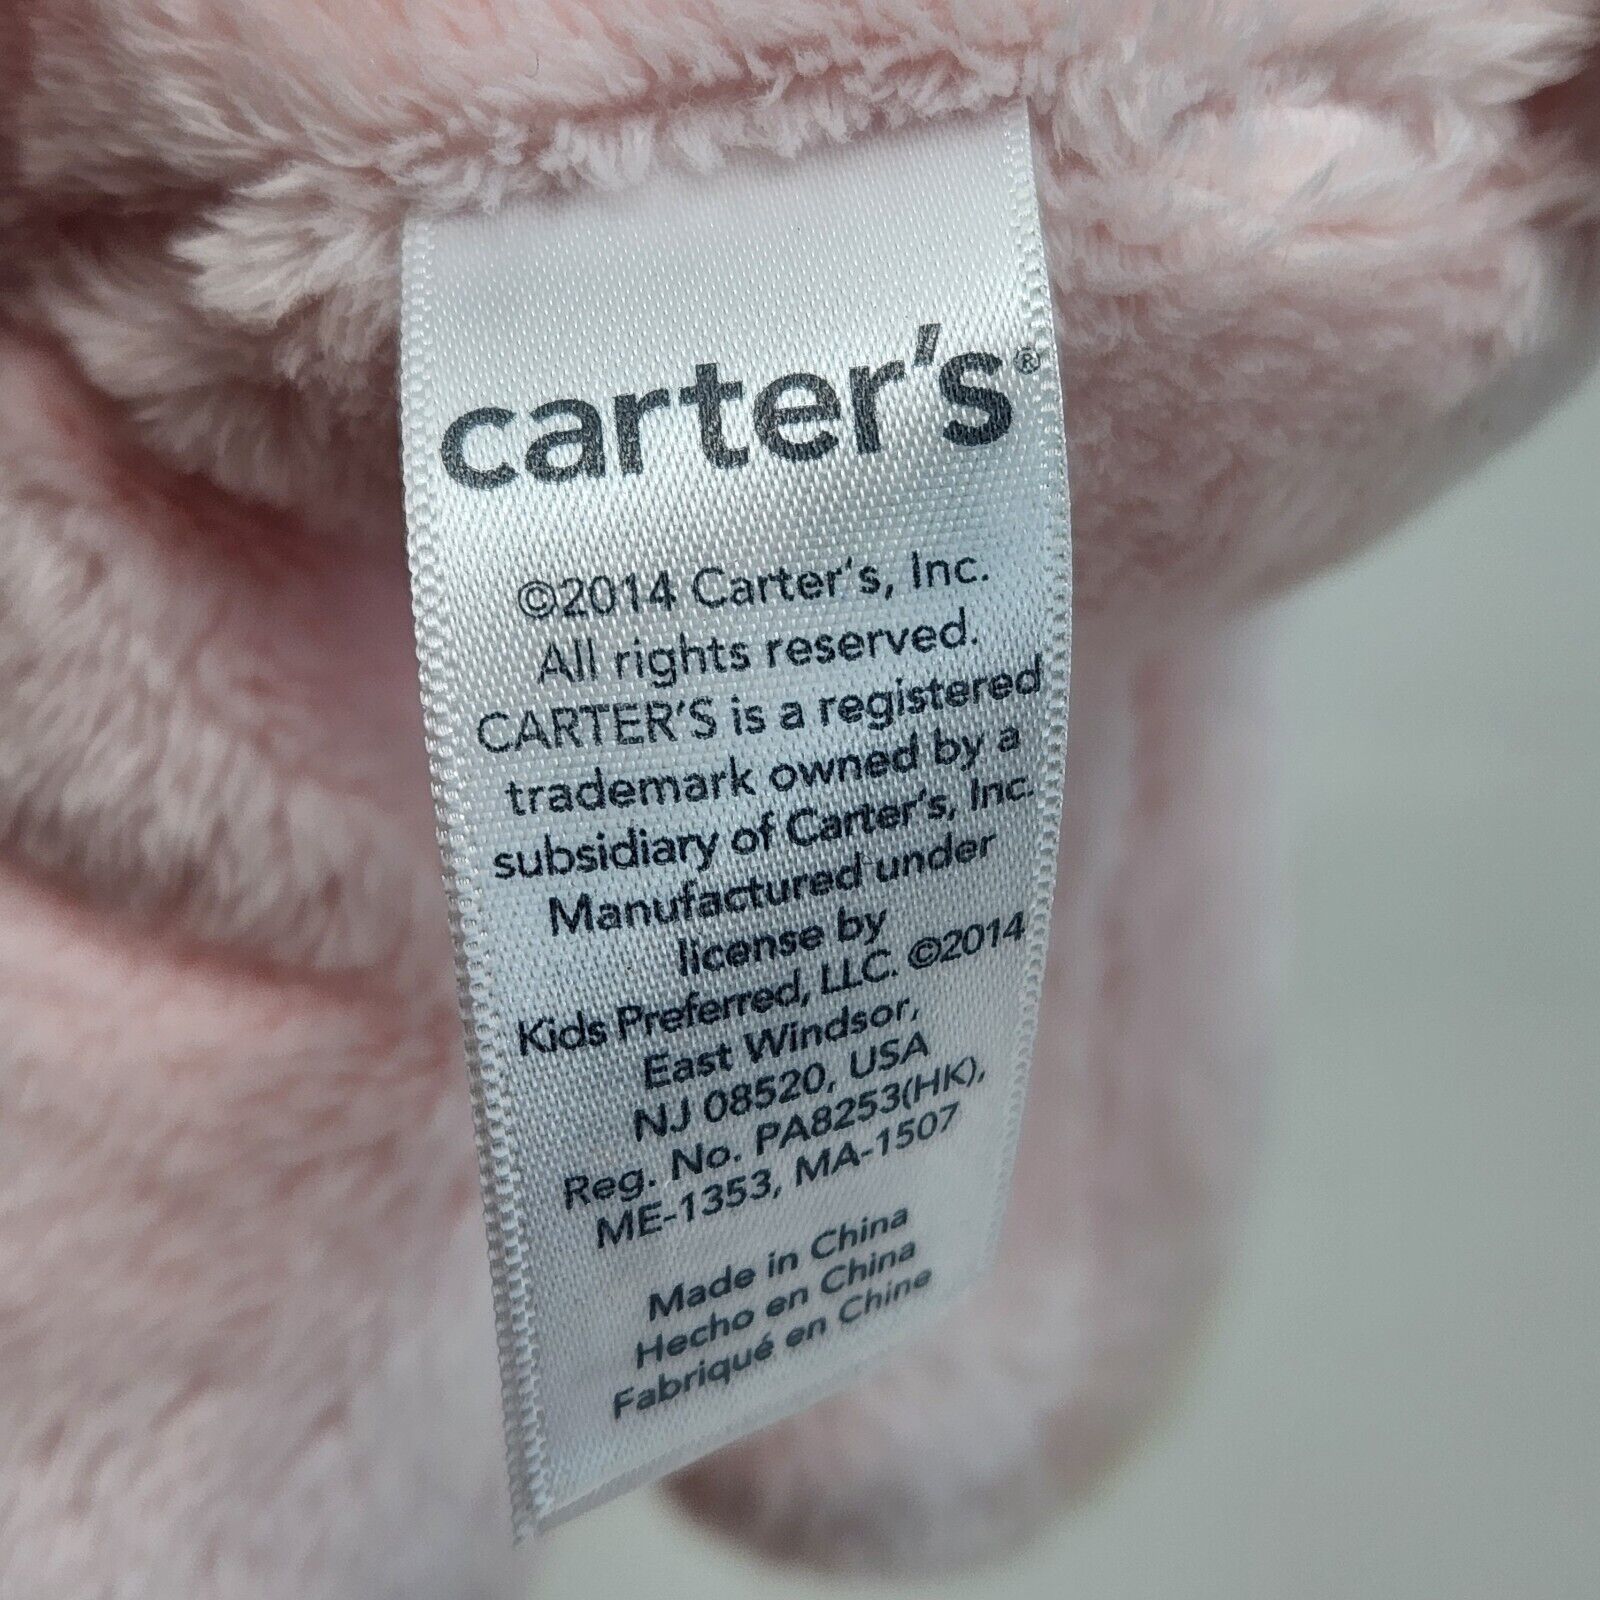 carter's®
©2014 Carter's, Inc.
All rights reserved.
CARTER'S is a registered
trademark owned by a
subsidiary of Carter's, Inc.
Manufactured under
license by
Kids Preferred, LLC. ©2014
East Windsor,
NJ 08520, USA
Reg. No. PA8253(HK),
ME-1353, MA-1507
Made in China
Hecho en China
Fabriqué en Chine